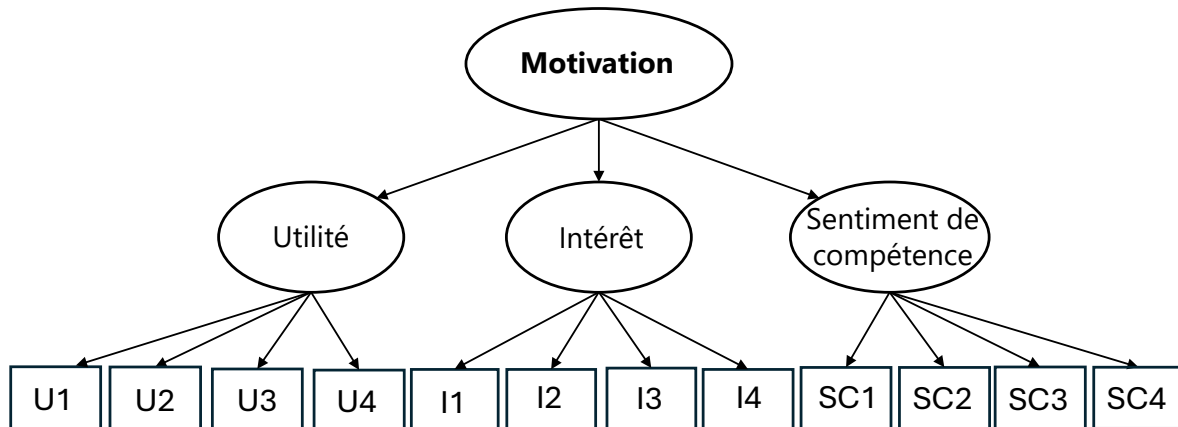 Motivation
Utilité
Intérêt
Sentiment de
compétence
U1 U2 U3 U4 I1 I2 I3 I4 SC1 SC2 SC3 SC4